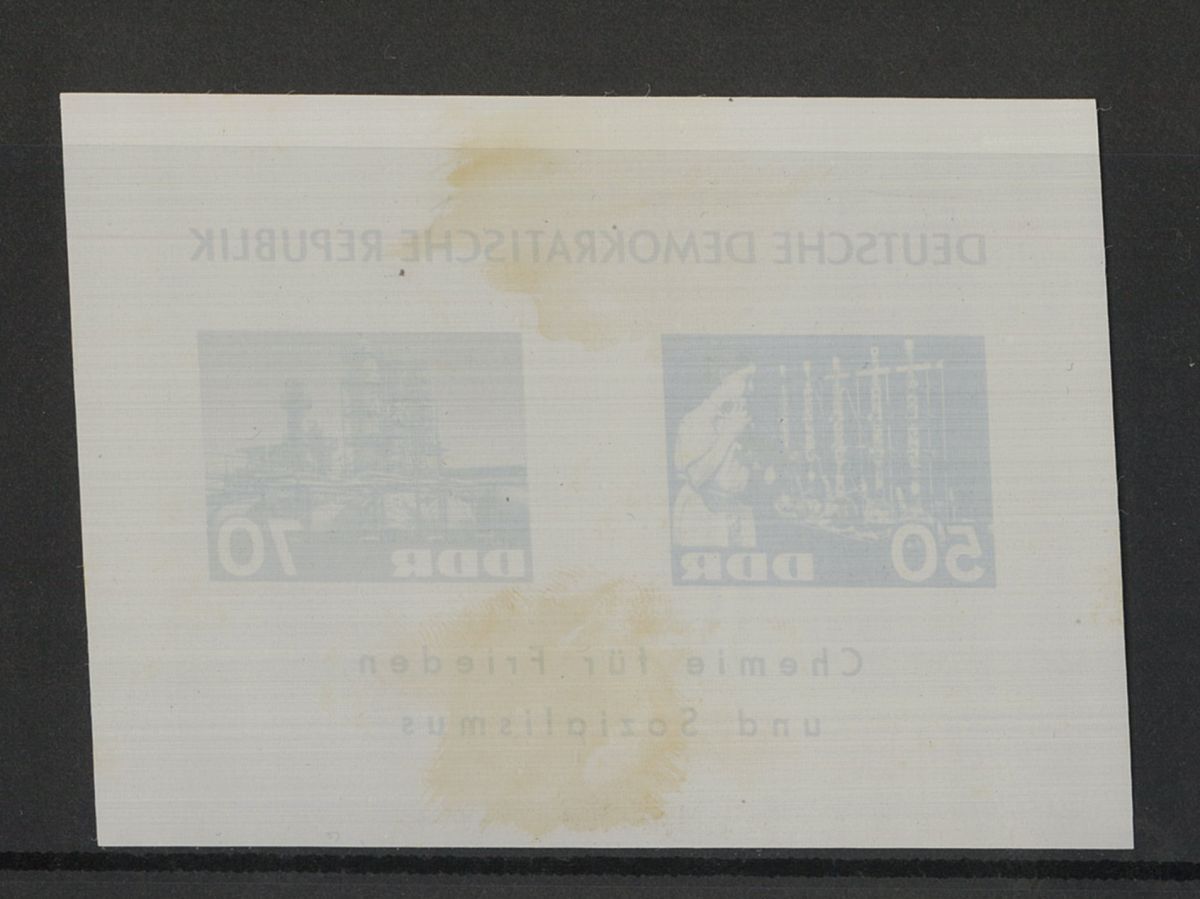 DEUTSCHE DEMOKRATISCHE REPUBLIK
50 DDR
DDR 70
Chemie für Frieden
und Sozialismus